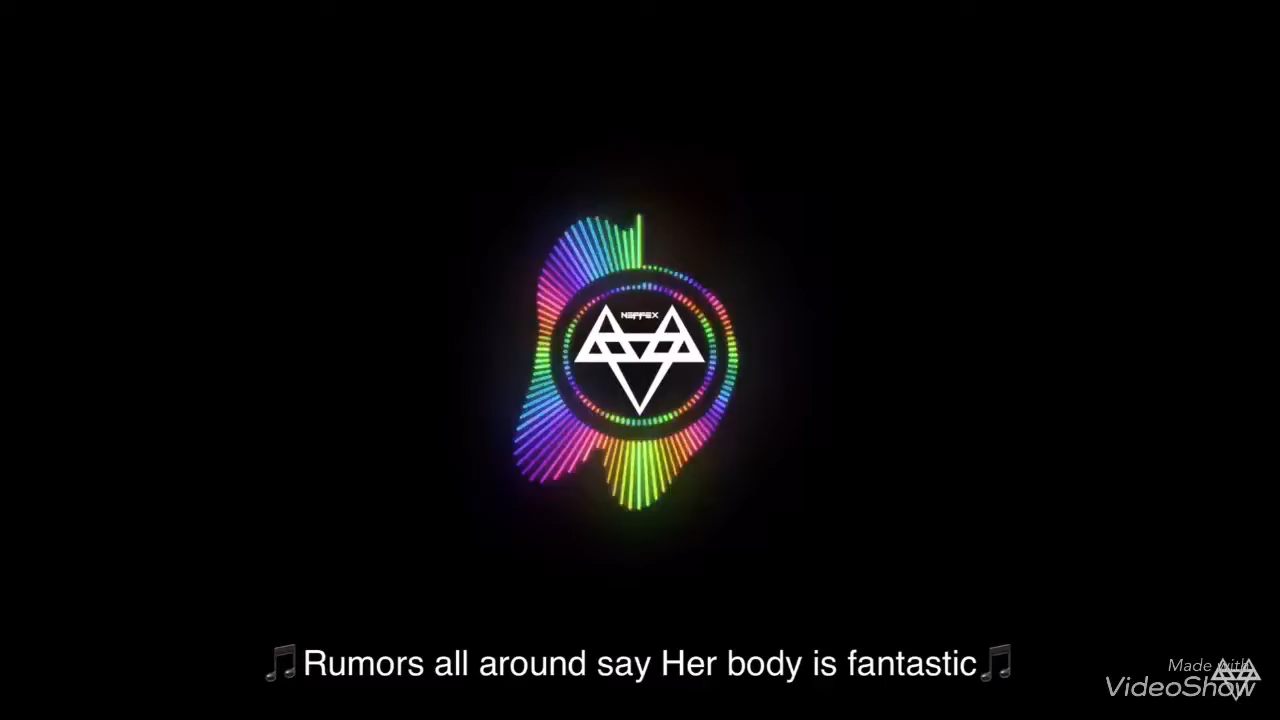 NEFFEX
🎵Rumors all around say Her body is fantastic🎵
Made with
VideoShow